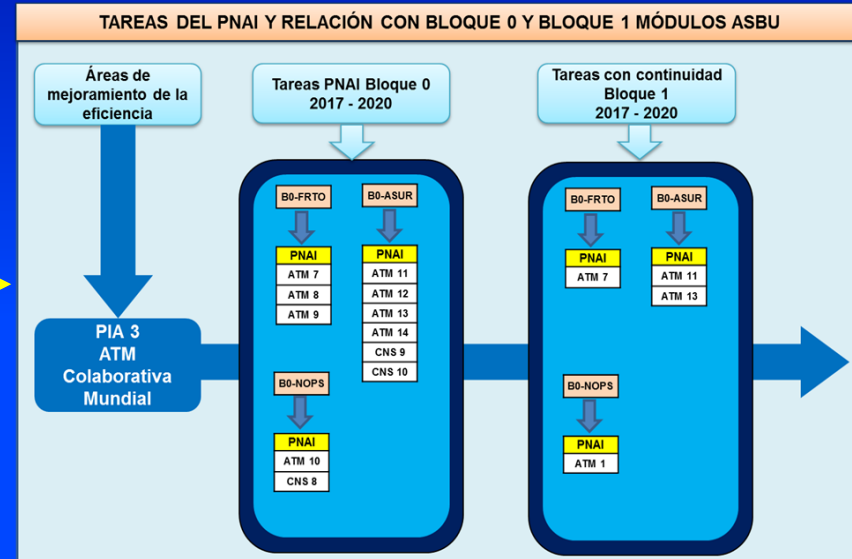 TAREAS DEL PNAI Y RELACIÓN CON BLOQUE 0 Y BLOQUE 1 MÓDULOS ASBU
Áreas de
mejoramiento de la
eficiencia
PIA 3
ATM
Colaborativa
Mundial
Tareas PNAI Bloque 0
2017 - 2020
B0-FRTO
PNAI
ATM 7
ATM 8
ATM 9
B0-ASUR
PNAI
ATM 11
ATM 12
ATM 13
ATM 14
CNS 9
CNS 10
B0-NOPS
PNAI
ATM 10
CNS 8
Tareas con continuidad
Bloque 1
2017 - 2020
B0-FRTO
PNAI
ATM 7
B0-ASUR
PNAI
ATM 11
ATM 13
B0-NOPS
PNAI
ATM 1